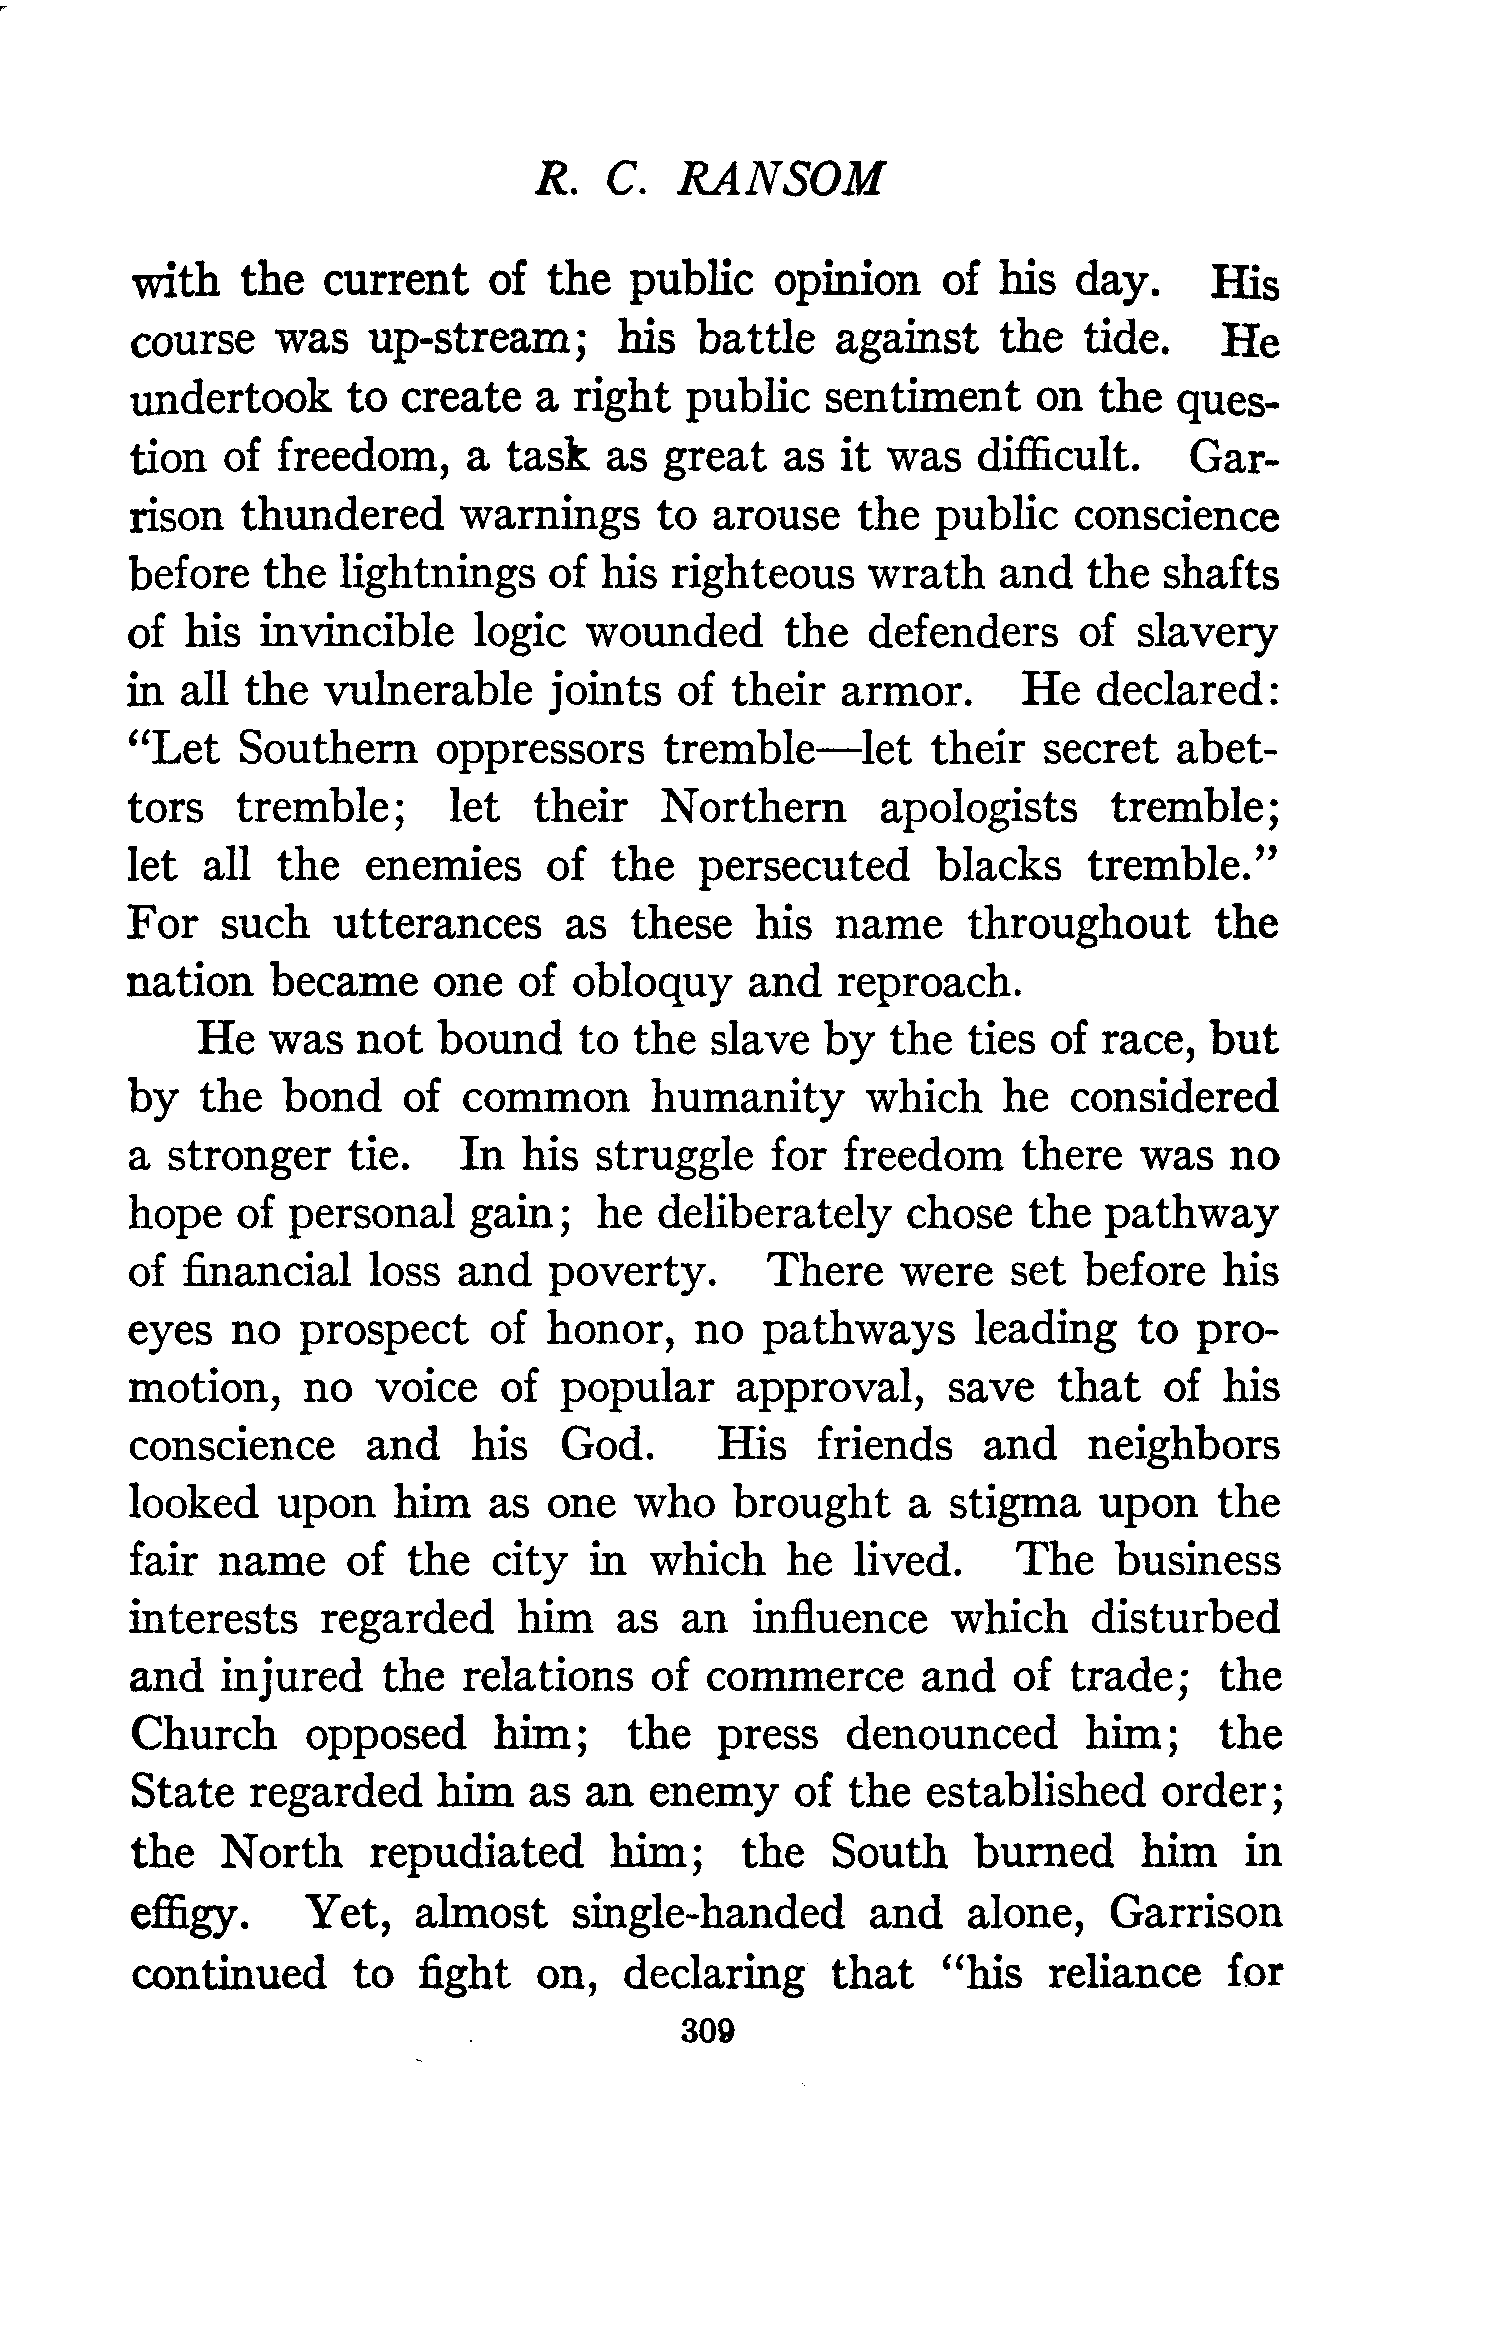 R. C. RANSOM
with the current of the public opinion of his day. His
course was up-stream; his battle against the tide. He
undertook to create a right public sentiment on the ques-
tion of freedom, a task as great as it was difficult. Gar-
rison thundered warnings to arouse the public conscience
before the lightnings of his righteous wrath and the shafts
of his invincible logic wounded the defenders of slavery
in all the vulnerable joints of their armor. He declared:
“Let Southern oppressors tremble—let their secret abet-
tors tremble; let their Northern apologists tremble;
let all the enemies of the persecuted blacks tremble.”
For such utterances as these his name throughout the
nation became one of obloquy and reproach.
He was not bound to the slave by the ties of race, but
by the bond of common humanity which he considered
a stronger tie. In his struggle for freedom there was no
hope of personal gain; he deliberately chose the pathway
of financial loss and poverty. There were set before his
eyes no prospect of honor, no pathways leading to pro-
motion, no voice of popular approval, save that of his
conscience and his God. His friends and neighbors
looked upon him as one who brought a stigma upon the
fair name of the city in which he lived. The business
interests regarded him as an influence which disturbed
and injured the relations of commerce and of trade; the
Church opposed him; the press denounced him; the
State regarded him as an enemy of the established order;
the North repudiated him; the South burned him in
effigy. Yet, almost single-handed and alone, Garrison
continued to fight on, declaring that “his reliance for
309